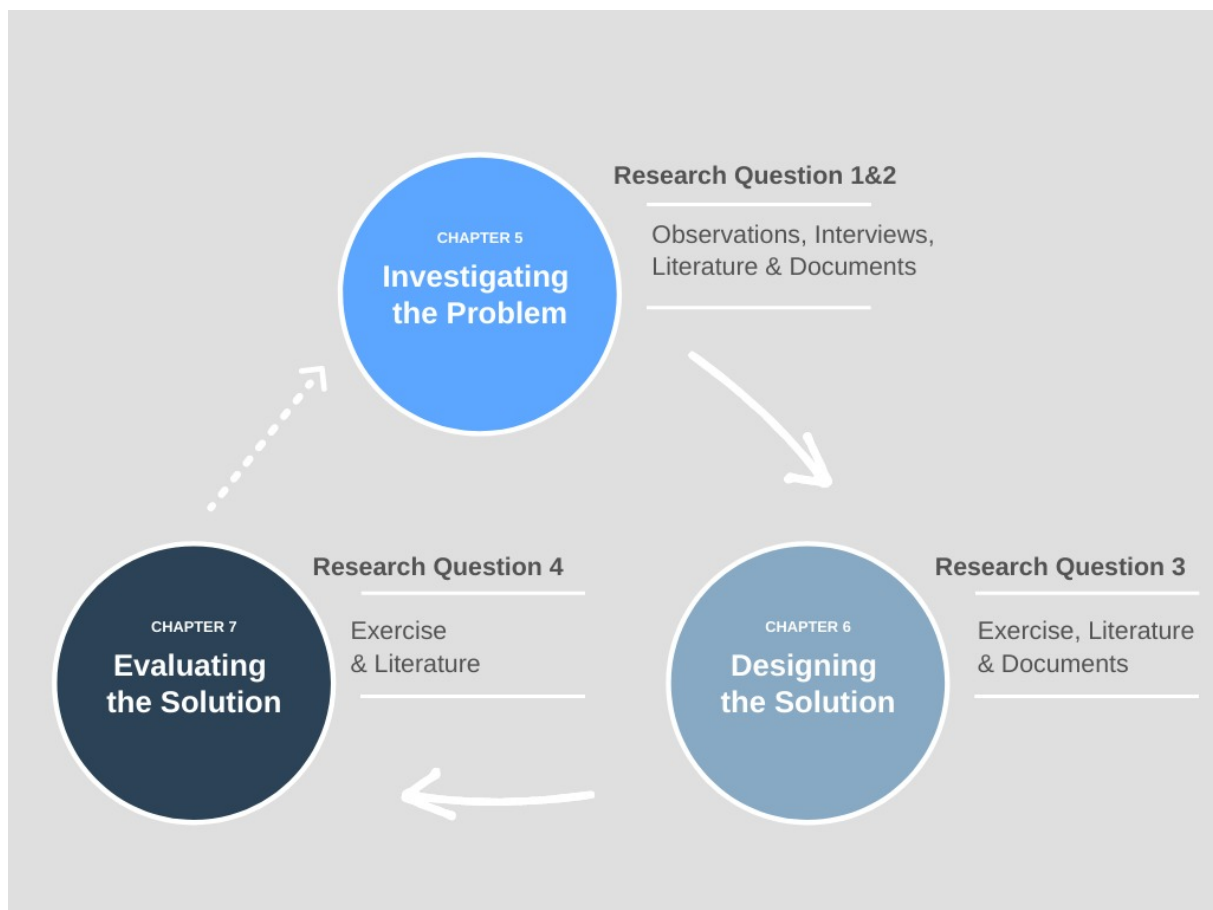 CHAPTER 5
Investigating
the Problem
Research Question 1&2
Observations, Interviews,
Literature & Documents
CHAPTER 7
Evaluating
the Solution
Research Question 4
Exercise
& Literature
CHAPTER 6
Designing
the Solution
Research Question 3
Exercise, Literature
& Documents